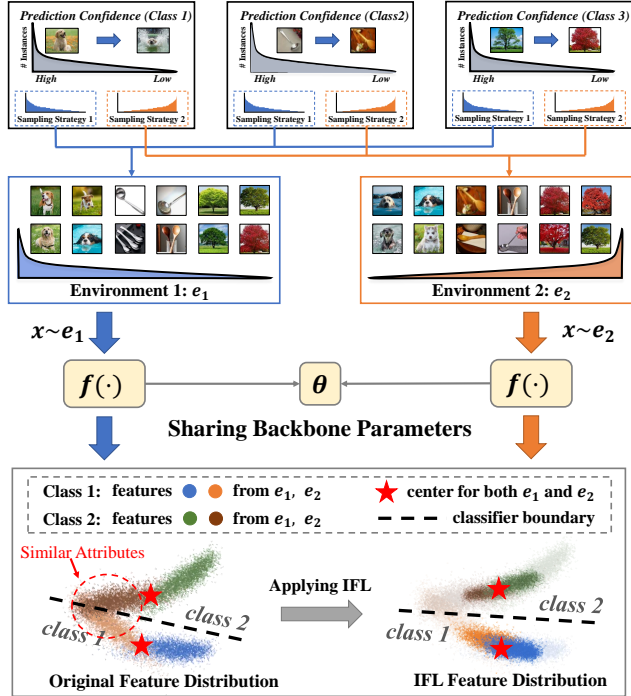 Prediction Confidence (Class 1)
# Instances
High
Low
Sampling Strategy 1
Sampling Strategy 2
Prediction Confidence (Class2)
# Instances
High
Low
Sampling Strategy 1
Sampling Strategy 2
Prediction Confidence (Class 3)
# Instances
High
Low
Sampling Strategy 1
Sampling Strategy 2
Environment 1: e₁
Environment 2: e₂
x~e₁
x~e₂
f(·)
θ
f(·)
Sharing Backbone Parameters
Class 1: features from e₁, e₂
center for both e₁ and e₂
Class 2: features from e₁, e₂
classifier boundary
Similar Attributes
class 1
class 2
Original Feature Distribution
Applying IFL
class 1
class 2
IFL Feature Distribution